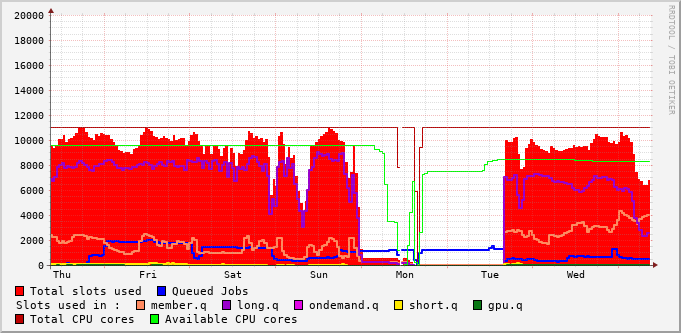 20000
18000
16000
14000
12000
10000
8000
6000
4000
2000
0
Thu Fri Sat Sun Mon Tue Wed
Total slots used Queued Jobs
Slots used in : member.q long.q ondemand.q short.q gpu.q
Total CPU cores Available CPU cores
RRDTOOL / TOBI OETIKER